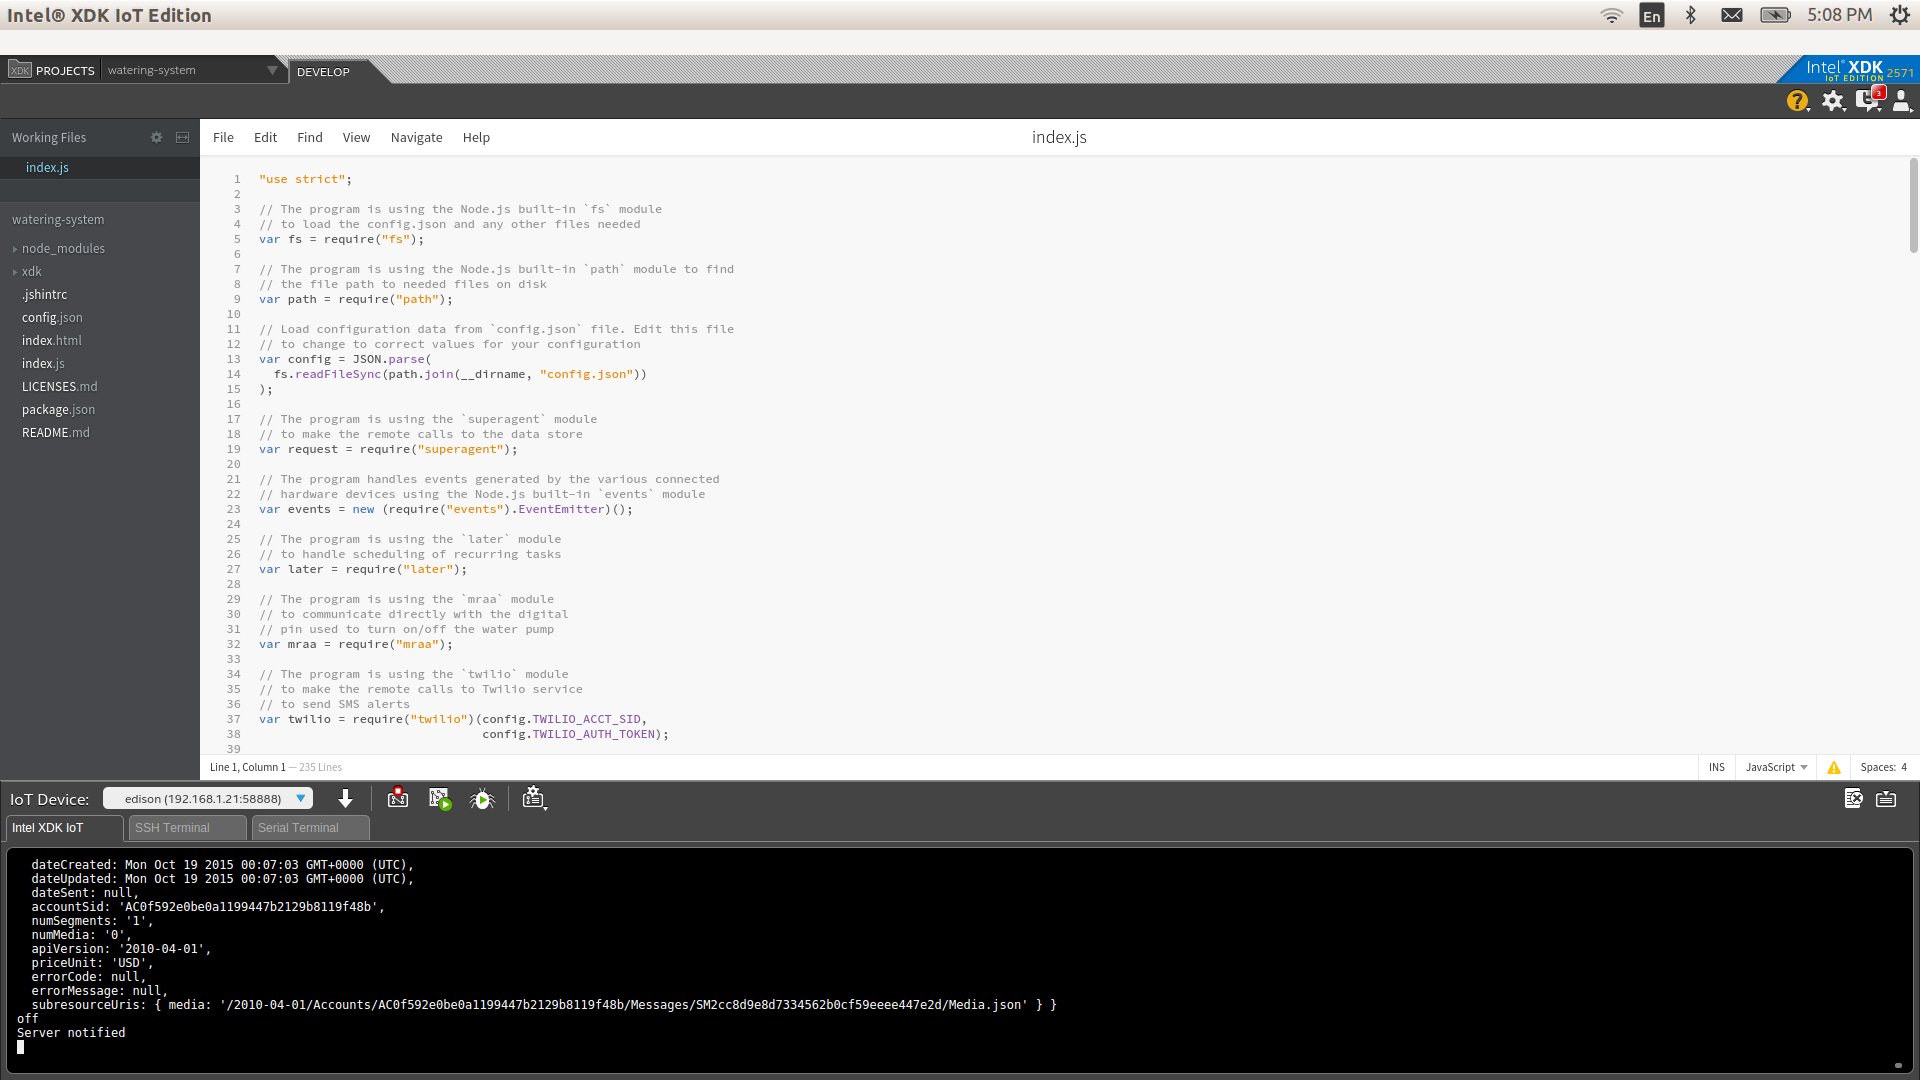 Intel® XDK IoT Edition
En
5:08 PM
XDK PROJECTS watering-system DEVELOP
Intel® XDK
IoT EDITION 2571
? 3
Working Files
index.js
watering-system
node_modules
xdk
.jshintrc
config.json
index.html
index.js
LICENSES.md
package.json
README.md
File Edit Find View Navigate Help index.js
1 "use strict";
2
3 // The program is using the Node.js built-in `fs` module
4 // to load the config.json and any other files needed
5 var fs = require("fs");
6
7 // The program is using the Node.js built-in `path` module to find
8 // the file path to needed files on disk
9 var path = require("path");
10
11 // Load configuration data from `config.json` file. Edit this file
12 // to change to correct values for your configuration
13 var config = JSON.parse(
14   fs.readFileSync(path.join(__dirname, "config.json"))
15 );
16
17 // The program is using the `superagent` module
18 // to make the remote calls to the data store
19 var request = require("superagent");
20
21 // The program handles events generated by the various connected
22 // hardware devices using the Node.js built-in `events` module
23 var events = new (require("events").EventEmitter)();
24
25 // The program is using the `later` module
26 // to handle scheduling of recurring tasks
27 var later = require("later");
28
29 // The program is using the `mraa` module
30 // to communicate directly with the digital
31 // pin used to turn on/off the water pump
32 var mraa = require("mraa");
33
34 // The program is using the `twilio` module
35 // to make the remote calls to Twilio service
36 // to send SMS alerts
37 var twilio = require("twilio")(config.TWILIO_ACCT_SID,
38                                config.TWILIO_AUTH_TOKEN);
39
Line 1, Column 1 — 235 Lines INS JavaScript Spaces: 4
IoT Device: edison (192.168.1.21:58888)
Intel XDK IoT SSH Terminal Serial Terminal
dateCreated: Mon Oct 19 2015 00:07:03 GMT+0000 (UTC),
dateUpdated: Mon Oct 19 2015 00:07:03 GMT+0000 (UTC),
dateSent: null,
accountSid: 'AC0f592e0be0a1199447b2129b8119f48b',
numSegments: '1',
numMedia: '0',
apiVersion: '2010-04-01',
priceUnit: 'USD',
errorCode: null,
errorMessage: null,
subresourceUris: { media: '/2010-04-01/Accounts/AC0f592e0be0a1199447b2129b8119f48b/Messages/SM2cc8d9e8d7334562b0cf59eeee447e2d/Media.json' } }
off
Server notified